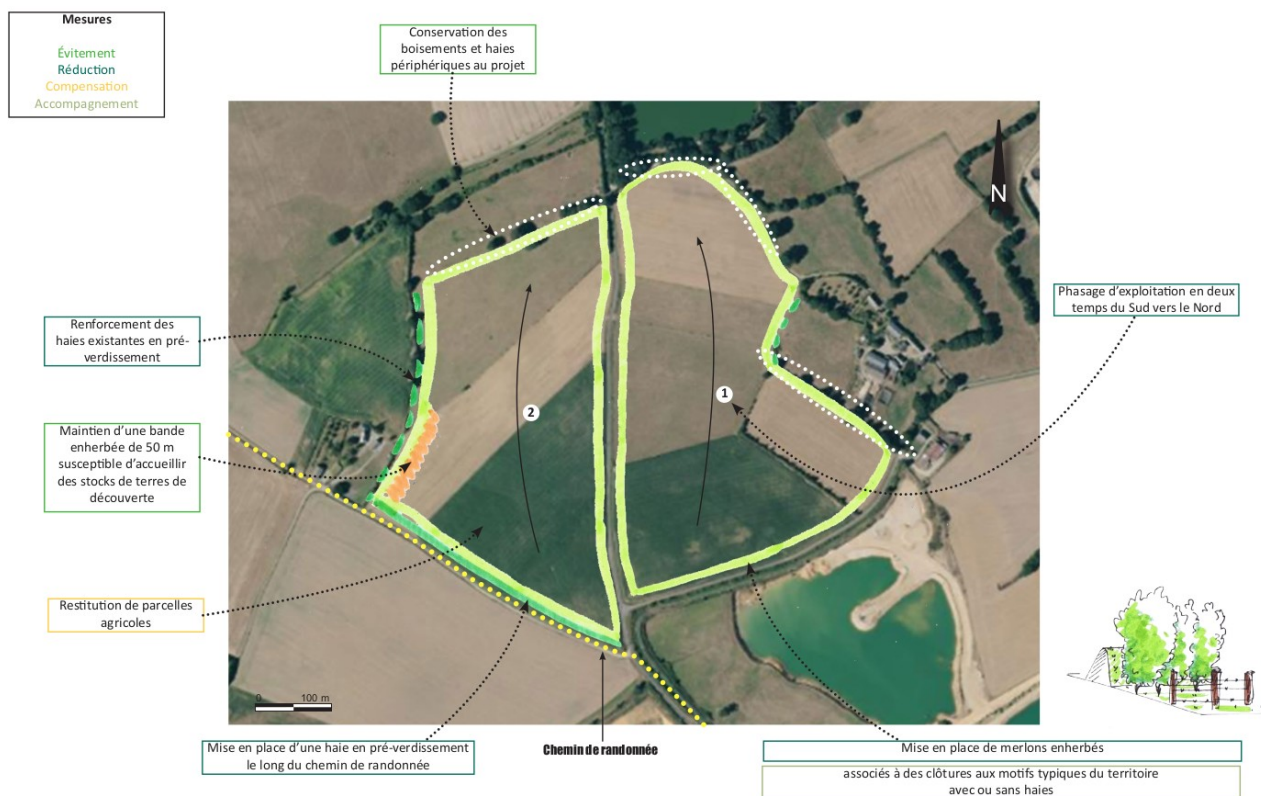 Mesures
Évitement
Réduction
Compensation
Accompagnement
Conservation des
boisements et haies
périphériques au projet
N
Phasage d'exploitation en deux
temps du Sud vers le Nord
Renforcement des
haies existantes en pré-
verdissement
1
2
Maintien d'une bande
enherbée de 50 m
susceptible d'accueillir
des stocks de terres de
découverte
Restitution de parcelles
agricoles
0 100 m
Mise en place d'une haie en pré-verdissement
le long du chemin de randonnée
Chemin de randonnée
Mise en place de merlons enherbés
associés à des clôtures aux motifs typiques du territoire
avec ou sans haies